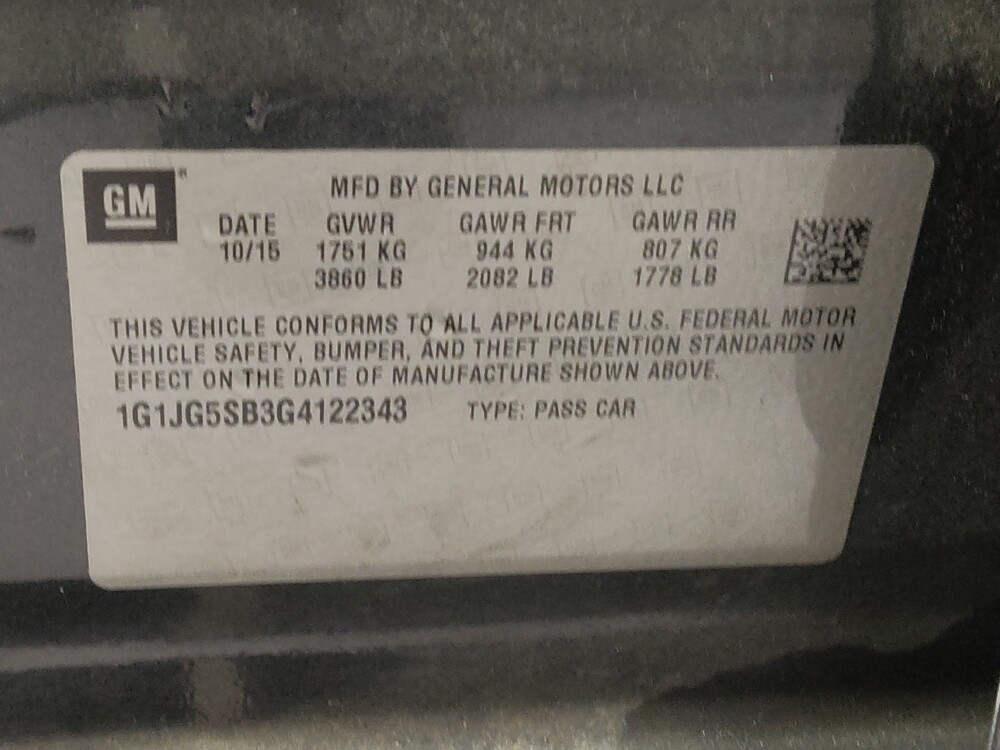 GM
MFD BY GENERAL MOTORS LLC
DATE GVWR GAWR FRT GAWR RR
10/15 1751 KG 944 KG 807 KG
3860 LB 2082 LB 1778 LB
THIS VEHICLE CONFORMS TO ALL APPLICABLE U.S. FEDERAL MOTOR
VEHICLE SAFETY, BUMPER, AND THEFT PREVENTION STANDARDS IN
EFFECT ON THE DATE OF MANUFACTURE SHOWN ABOVE.
1G1JG5SB3G4122343 TYPE: PASS CAR